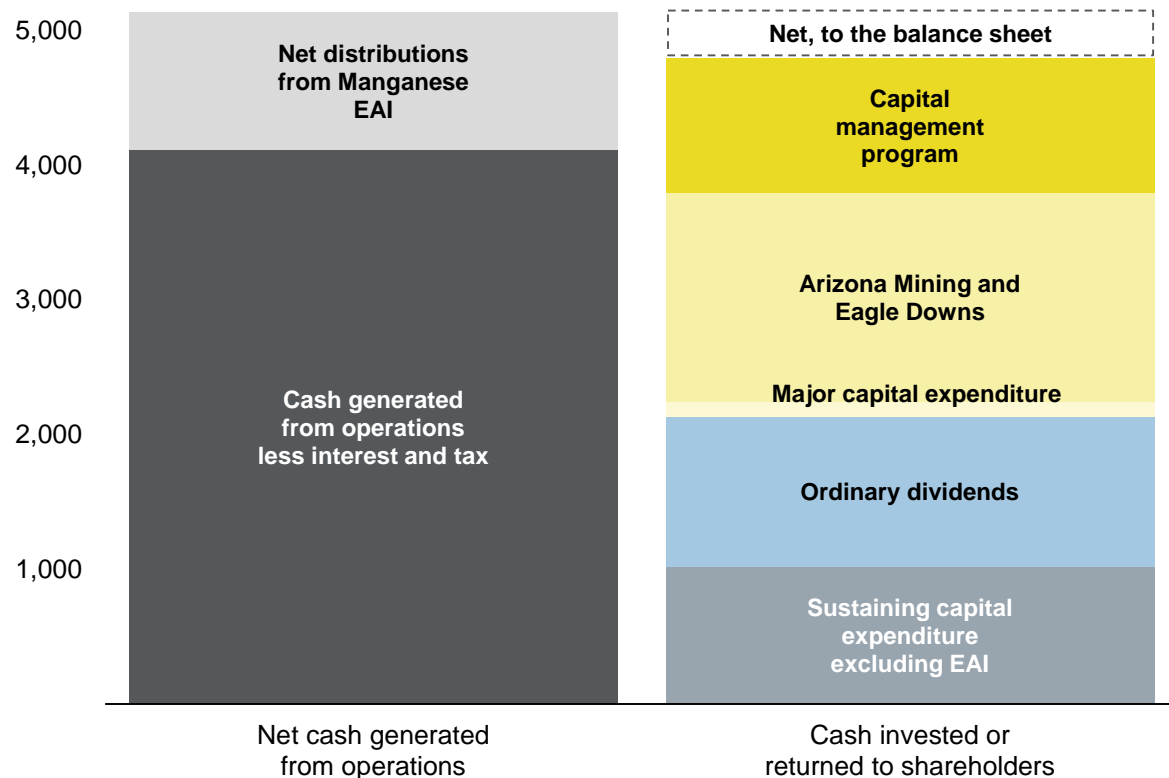 5,000
4,000
3,000
2,000
1,000
Net distributions
from Manganese
EAI
Cash generated
from operations
less interest and tax
Net cash generated
from operations
Net, to the balance sheet
Capital
management
program
Arizona Mining and
Eagle Downs
Major capital expenditure
Ordinary dividends
Sustaining capital
expenditure
excluding EAI
Cash invested or
returned to shareholders